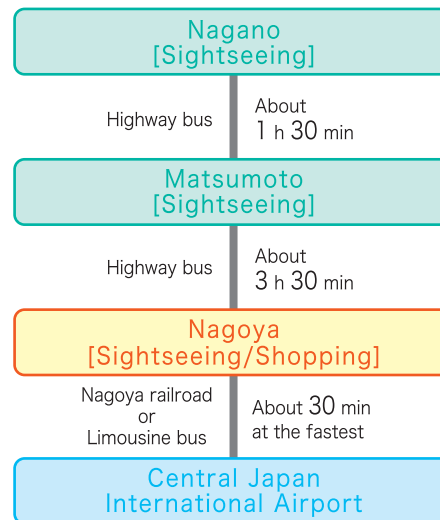 Nagano
[Sightseeing]
Highway bus
About
1 h 30 min
Matsumoto
[Sightseeing]
Highway bus
About
3 h 30 min
Nagoya
[Sightseeing/Shopping]
Nagoya railroad
or
Limousine bus
About 30 min
at the fastest
Central Japan
International Airport